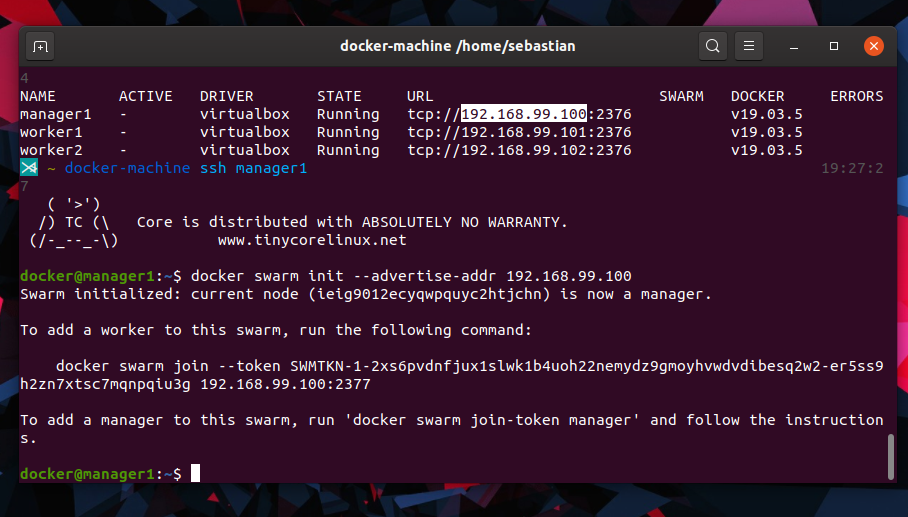 docker-machine /home/sebastian
4
NAME ACTIVE DRIVER STATE URL SWARM DOCKER ERRORS
manager1 - virtualbox Running tcp://192.168.99.100:2376 v19.03.5
worker1 - virtualbox Running tcp://192.168.99.101:2376 v19.03.5
worker2 - virtualbox Running tcp://192.168.99.102:2376 v19.03.5
~ docker-machine ssh manager1 19:27:2
7
( '>')
/) TC (\ Core is distributed with ABSOLUTELY NO WARRANTY.
(/-_--_-\) www.tinycorelinux.net
docker@manager1:~$ docker swarm init --advertise-addr 192.168.99.100
Swarm initialized: current node (ieig9012ecyqwpquyc2htjchn) is now a manager.
To add a worker to this swarm, run the following command:
docker swarm join --token SWMTKN-1-2xs6pvdnfjux1slwk1b4uoh22nemydz9gmoyhvwdvdibesq2w2-er5ss9
h2zn7xtsc7mqnpqiu3g 192.168.99.100:2377
To add a manager to this swarm, run 'docker swarm join-token manager' and follow the instruction
s.
docker@manager1:~$